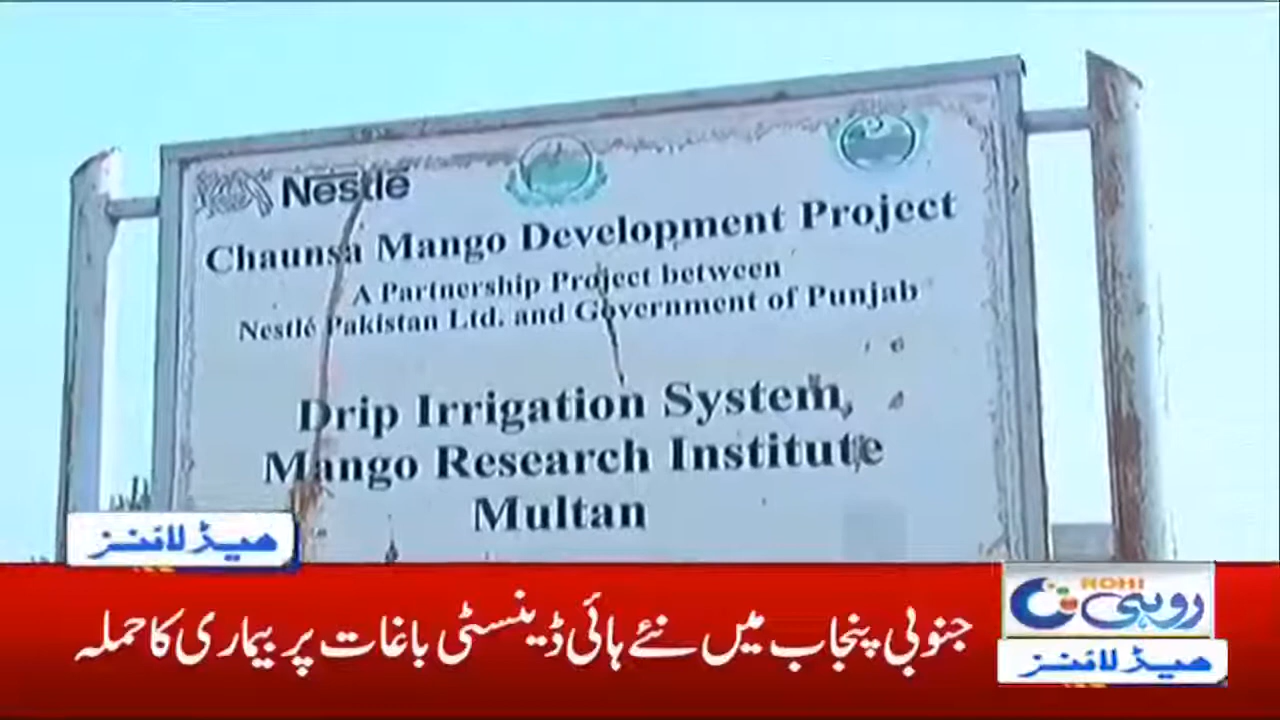 Nestlé
Chaunsa Mango Development Project
A Partnership Project between
Nestlé Pakistan Ltd. and Government of Punjab
Drip Irrigation System,
Mango Research Institute
Multan
ہیڈ لائنز
جنوبی پنجاب میں نئے ہائی ڈینسٹی باغات پر بیماری کا حملہ
ROHI
روہی
ہیڈ لائنز